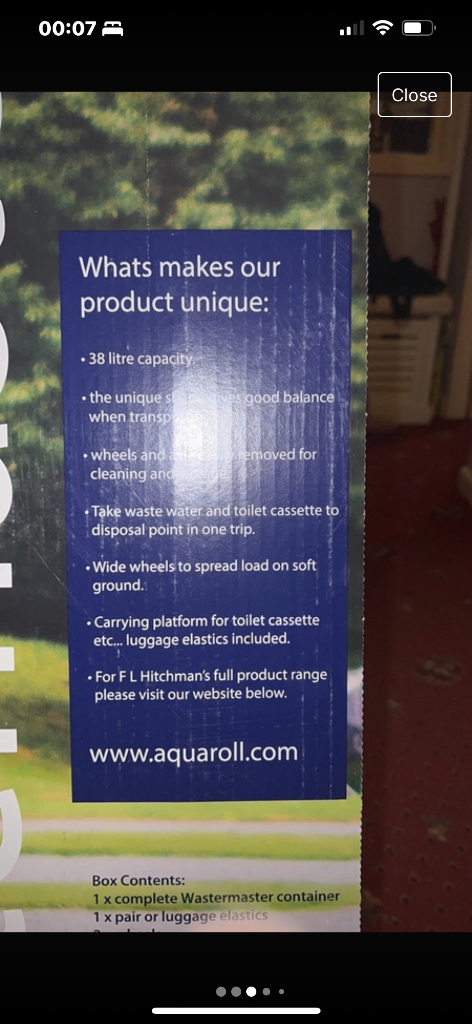 00:07
Close
Whats makes our
product unique:
• 38 litre capacity.
• the unique gives good balance
when
• wheels and removed for
cleaning and
• Take waste water and toilet cassette to
disposal point in one trip.
• Wide wheels to spread load on soft
ground.
• Carrying platform for toilet cassette
etc... luggage elastics included.
• For F L Hitchman's full product range
please visit our website below.
www.aquaroll.com
Box Contents:
1 x complete Wastermaster container
1 x pair or luggage elastics